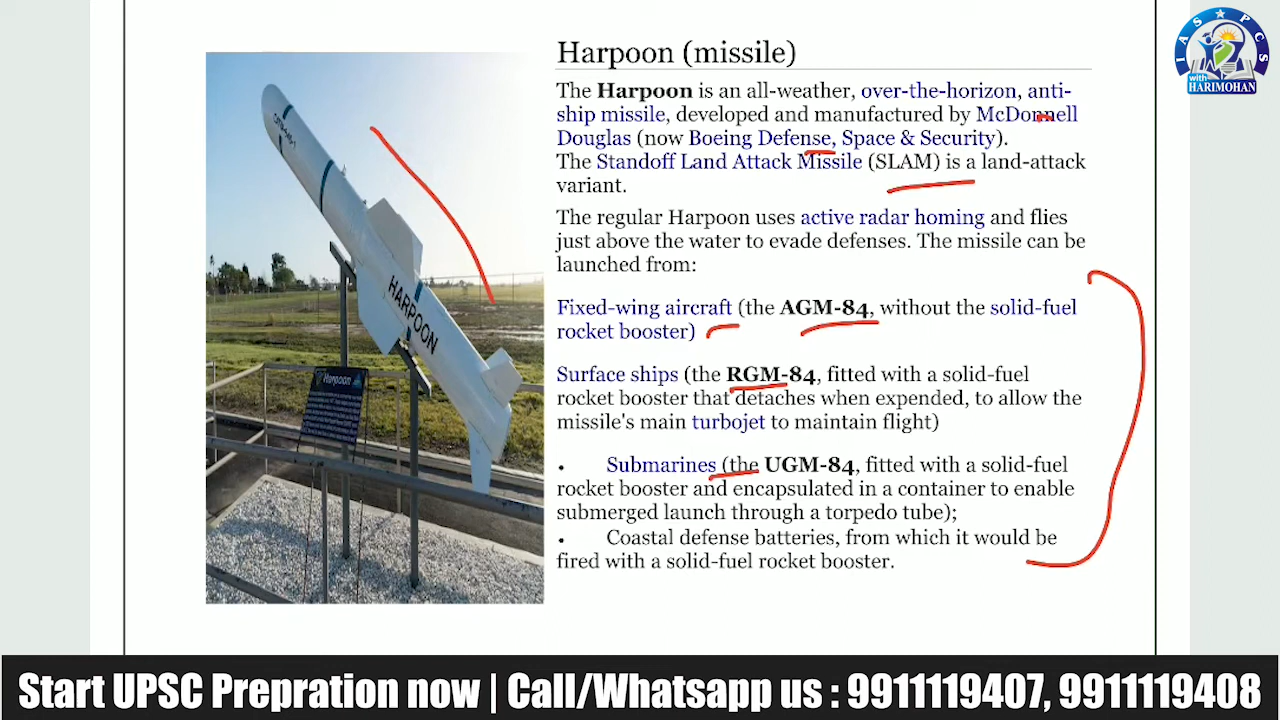 Harpoon (missile)
The Harpoon is an all-weather, over-the-horizon, anti-
ship missile, developed and manufactured by McDonnell
Douglas (now Boeing Defense, Space & Security).
The Standoff Land Attack Missile (SLAM) is a land-attack
variant.
The regular Harpoon uses active radar homing and flies
just above the water to evade defenses. The missile can be
launched from:
Fixed-wing aircraft (the AGM-84, without the solid-fuel
rocket booster)
Surface ships (the RGM-84, fitted with a solid-fuel
rocket booster that detaches when expended, to allow the
missile's main turbojet to maintain flight)
• Submarines (the UGM-84, fitted with a solid-fuel
rocket booster and encapsulated in a container to enable
submerged launch through a torpedo tube);
• Coastal defense batteries, from which it would be
fired with a solid-fuel rocket booster.
HARPOON
Harpoon
IAS PCS
with
HARIMOHAN
Start UPSC Prepration now | Call/Whatsapp us : 9911119407, 9911119408